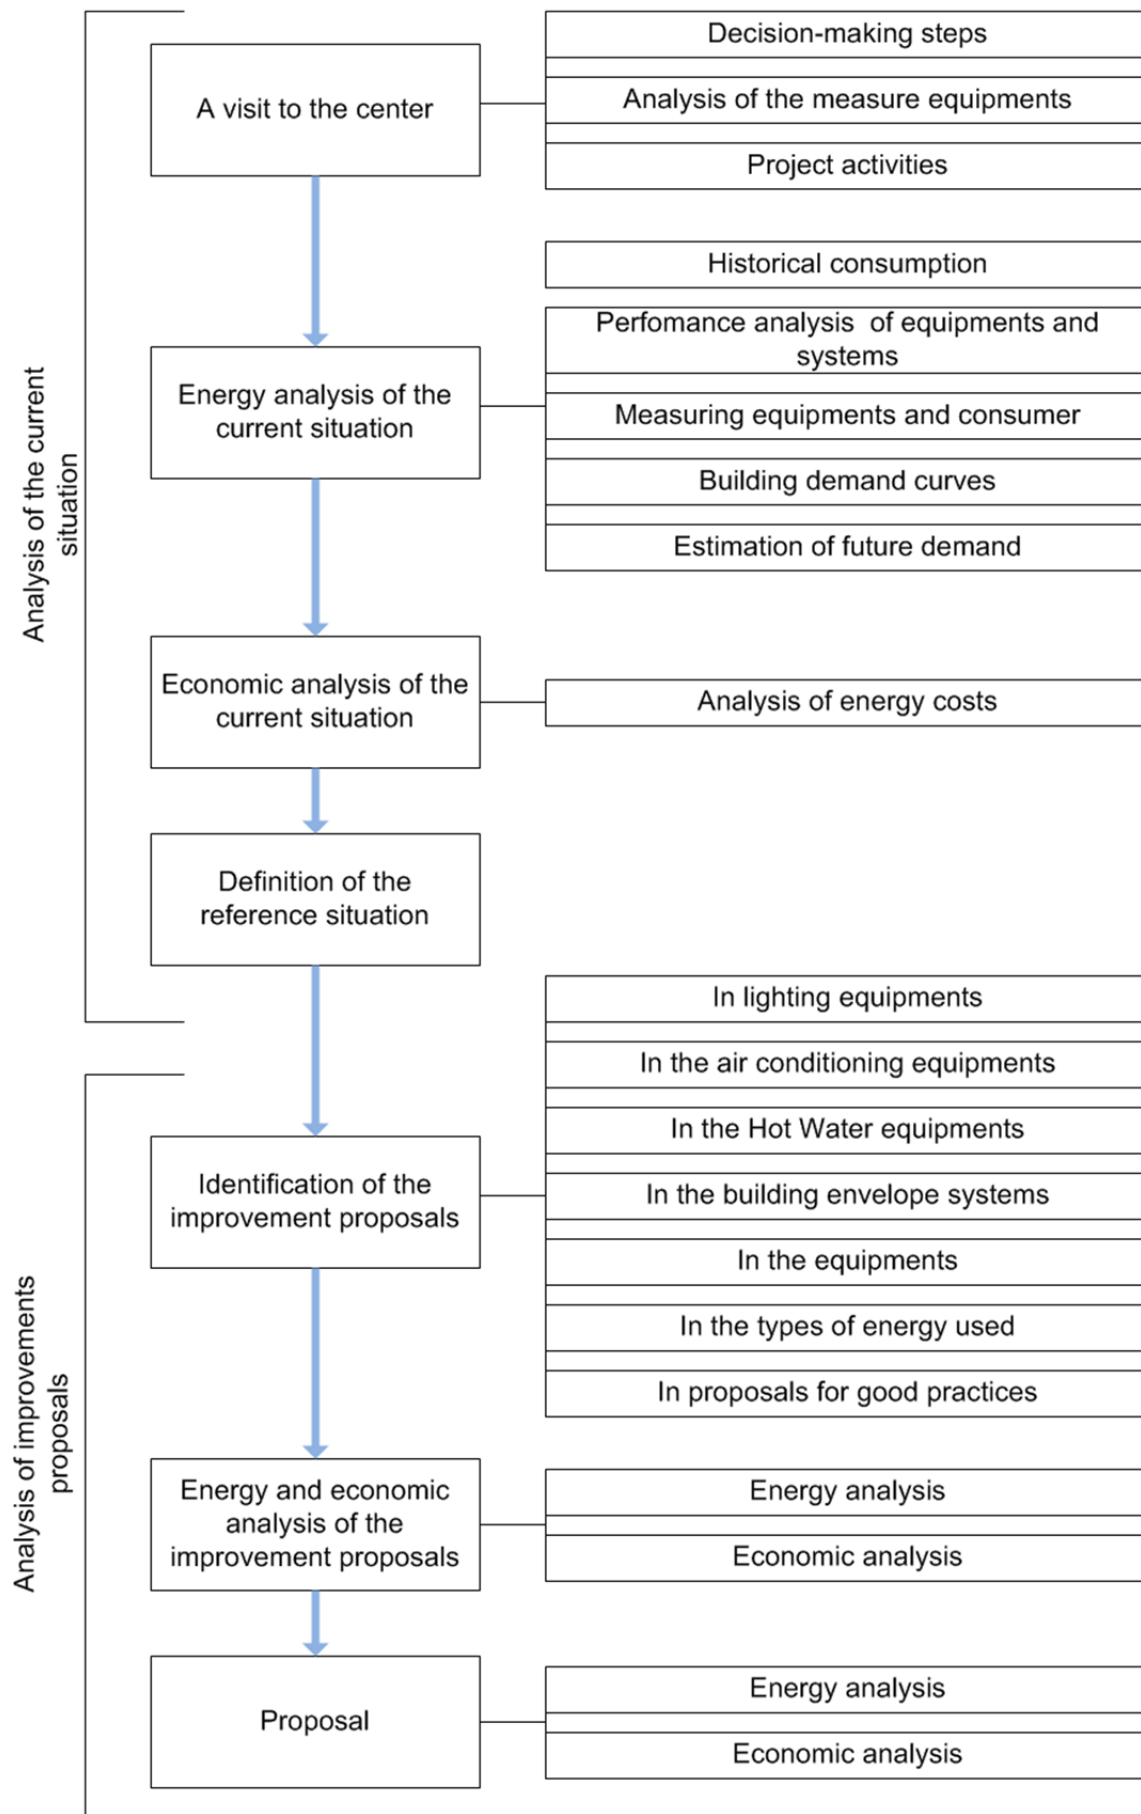 Analysis of the current
situation
A visit to the center
Decision-making steps
Analysis of the measure equipments
Project activities
Energy analysis of the
current situation
Historical consumption
Perfomance analysis  of equipments and
systems
Measuring equipments and consumer
Building demand curves
Estimation of future demand
Economic analysis of the
current situation
Analysis of energy costs
Definition of the
reference situation
Analysis of improvements
proposals
Identification of the
improvement proposals
In lighting equipments
In the air conditioning equipments
In the Hot Water equipments
In the building envelope systems
In the equipments
In the types of energy used
In proposals for good practices
Energy and economic
analysis of the
improvement proposals
Energy analysis
Economic analysis
Proposal
Energy analysis
Economic analysis